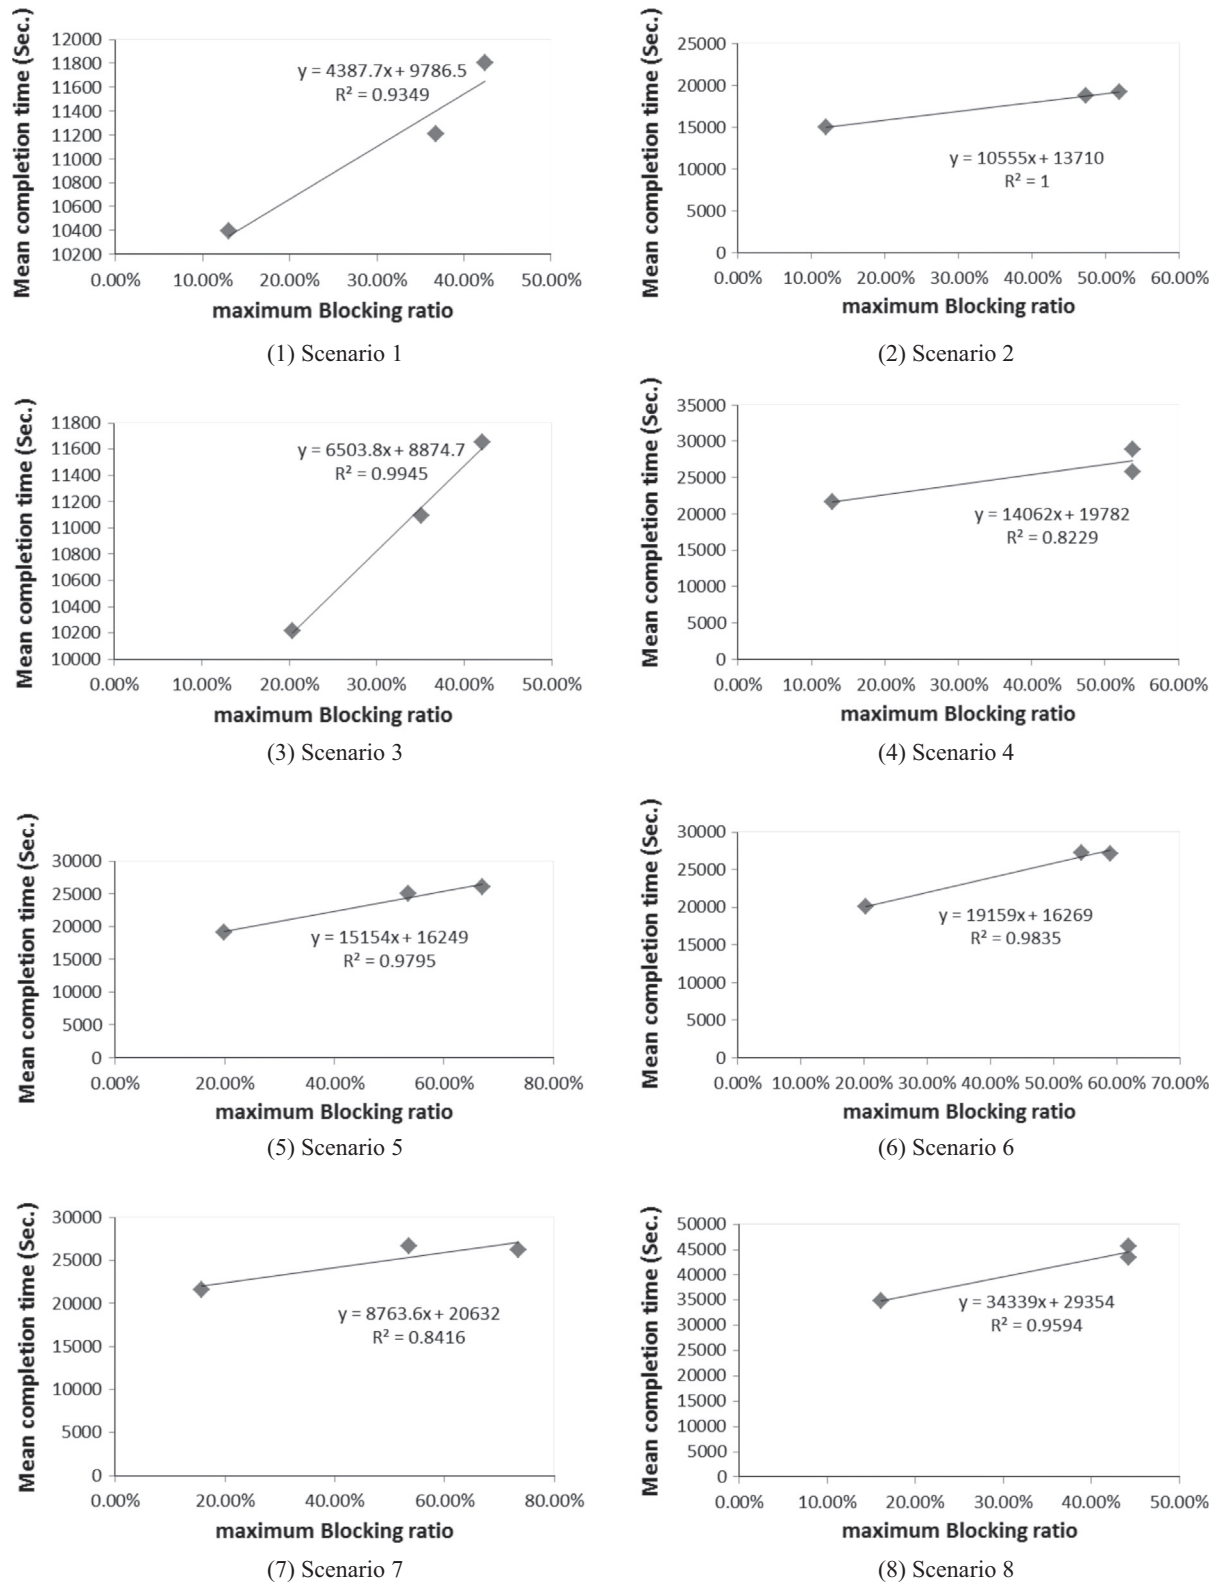 Mean completion time (Sec.)
12000
11800
11600
11400
11200
11000
10800
10600
10400
10200
y = 4387.7x + 9786.5
R² = 0.9349
0.00% 10.00% 20.00% 30.00% 40.00% 50.00%
maximum Blocking ratio
(1) Scenario 1
Mean completion time (Sec.)
25000
20000
15000
10000
5000
0
y = 10555x + 13710
R² = 1
0.00% 10.00% 20.00% 30.00% 40.00% 50.00% 60.00%
maximum Blocking ratio
(2) Scenario 2
Mean completion time (Sec.)
11800
11600
11400
11200
11000
10800
10600
10400
10200
10000
y = 6503.8x + 8874.7
R² = 0.9945
0.00% 10.00% 20.00% 30.00% 40.00% 50.00%
maximum Blocking ratio
(3) Scenario 3
Mean completion time (Sec.)
35000
30000
25000
20000
15000
10000
5000
0
y = 14062x + 19782
R² = 0.8229
0.00% 10.00% 20.00% 30.00% 40.00% 50.00% 60.00%
maximum Blocking ratio
(4) Scenario 4
Mean completion time (Sec.)
30000
25000
20000
15000
10000
5000
0
y = 15154x + 16249
R² = 0.9795
0.00% 20.00% 40.00% 60.00% 80.00%
maximum Blocking ratio
(5) Scenario 5
Mean completion time (Sec.)
30000
25000
20000
15000
10000
5000
0
y = 19159x + 16269
R² = 0.9835
0.00% 10.00% 20.00% 30.00% 40.00% 50.00% 60.00% 70.00%
maximum Blocking ratio
(6) Scenario 6
Mean completion time (Sec.)
30000
25000
20000
15000
10000
5000
0
y = 8763.6x + 20632
R² = 0.8416
0.00% 20.00% 40.00% 60.00% 80.00%
maximum Blocking ratio
(7) Scenario 7
Mean completion time (Sec.)
50000
45000
40000
35000
30000
25000
20000
15000
10000
5000
0
y = 34339x + 29354
R² = 0.9594
0.00% 10.00% 20.00% 30.00% 40.00% 50.00%
maximum Blocking ratio
(8) Scenario 8